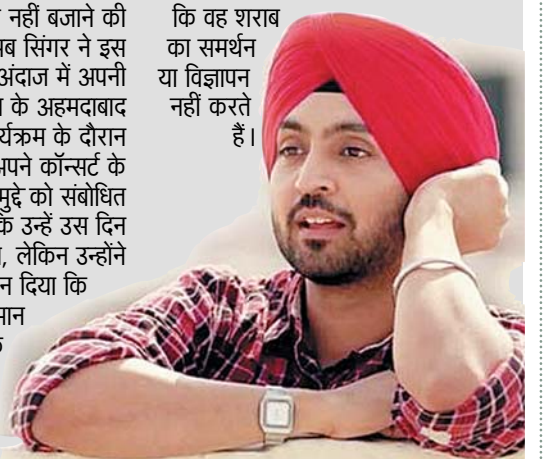 नहीं बजाने की
ब सिंगर ने इस
अंदाज में अपनी
के अहमदाबाद
र्यक्रम के दौरान
अपने कॉन्सर्ट के
मुद्दे को संबोधित
के उन्हें उस दिन
, लेकिन उन्होंने
न दिया कि
मान
कि वह शराब
का समर्थन
या विज्ञापन
नहीं करते
हैं।